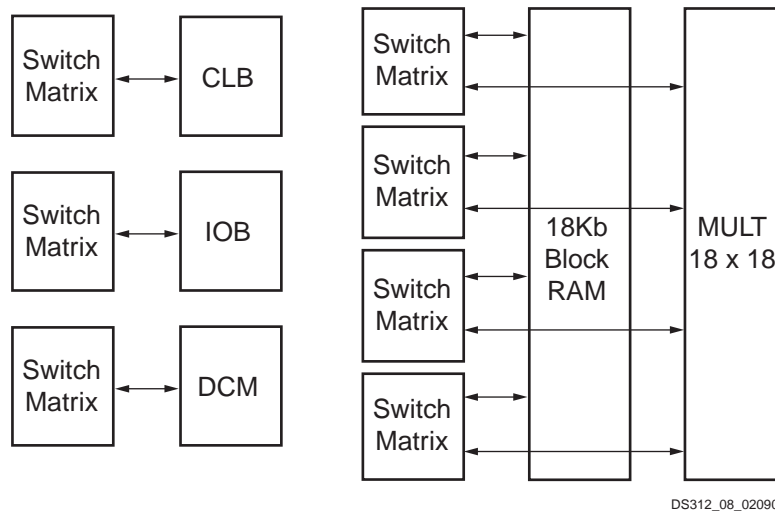 Switch
Matrix
CLB
Switch
Matrix
IOB
Switch
Matrix
DCM
Switch
Matrix
Switch
Matrix
Switch
Matrix
Switch
Matrix
18Kb
Block
RAM
MULT
18 x 18
DS312_08_02090